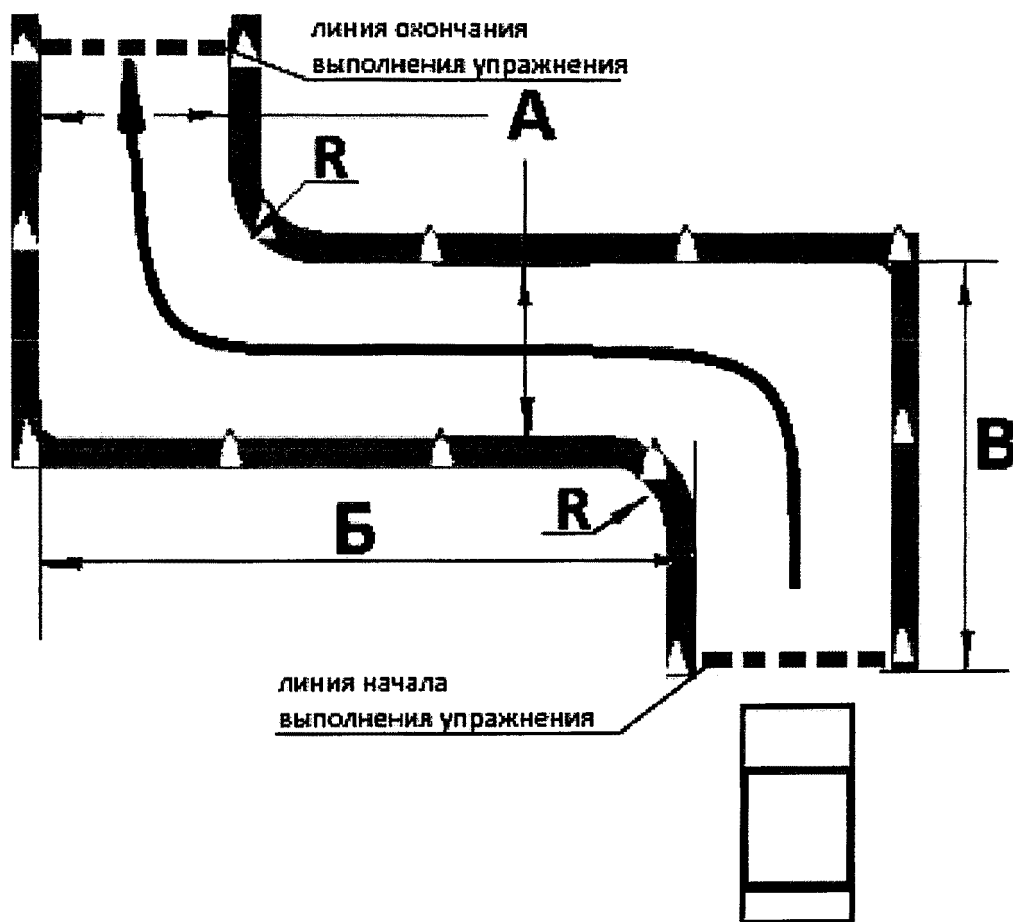 линия окончания
выполнения упражнения
А
R
В
R
Б
линия начала
выполнения упражнения